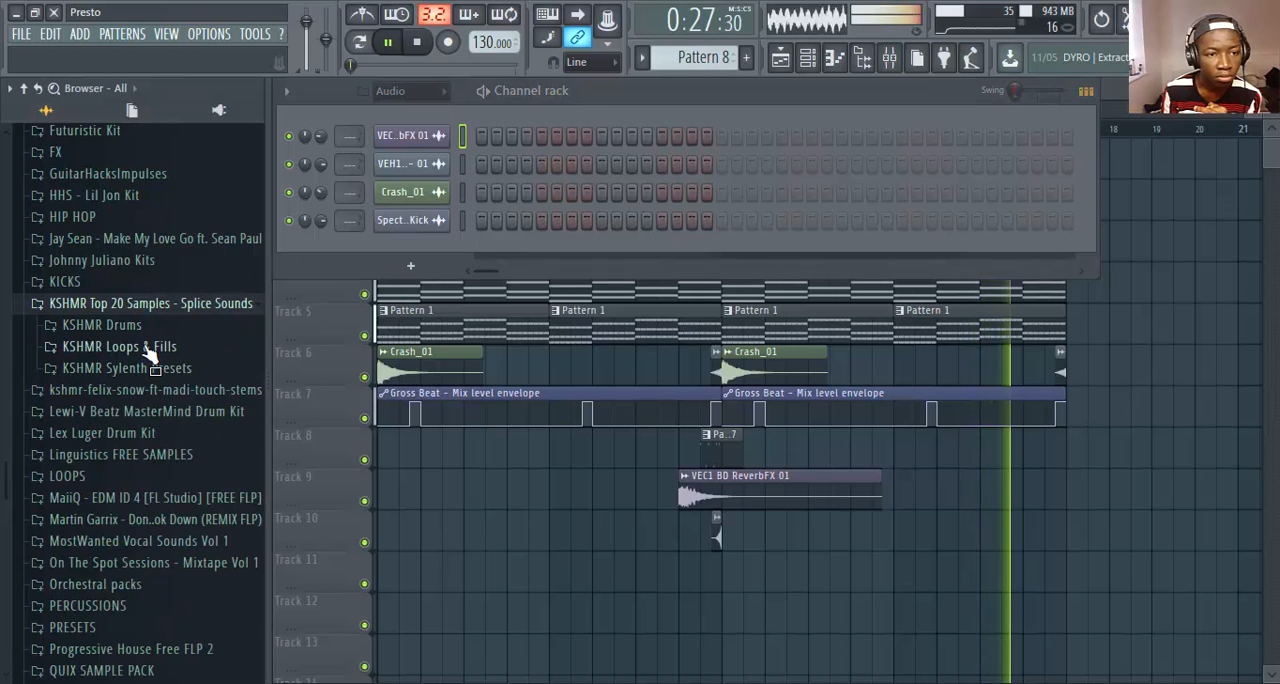 Presto
FILE EDIT ADD PATTERNS VIEW OPTIONS TOOLS ?
3.2.
130.000
Line
0:27:30
M:S:CS
Pattern 8
35
943 MB
16
11/05 DYRO | Extract
Browser - All
Futuristic Kit
FX
GuitarHacksImpulses
HHS - Lil Jon Kit
HIP HOP
Jay Sean - Make My Love Go ft. Sean Paul
Johnny Juliano Kits
KICKS
KSHMR Top 20 Samples - Splice Sounds
KSHMR Drums
KSHMR Loops & Fills
KSHMR Sylenth Presets
kshmr-felix-snow-ft-madi-touch-stems
Lewi-V Beatz MasterMind Drum Kit
Lex Luger Drum Kit
Linguistics FREE SAMPLES
LOOPS
MaiiQ - EDM ID 4 [FL Studio] [FREE FLP]
Martin Garrix - Don..ok Down (REMIX FLP)
MostWanted Vocal Sounds Vol 1
On The Spot Sessions - Mixtape Vol 1
Orchestral packs
PERCUSSIONS
PRESETS
Progressive House Free FLP 2
QUIX SAMPLE PACK
Audio
Channel rack
Swing
VEC..bFX 01
VEH1..- 01
Crash_01
Spect..Kick
18 19 20 21
Track 5
Pattern 1
Pattern 1
Pattern 1
Pattern 1
Track 6
Crash_01
Crash_01
Track 7
Gross Beat - Mix level envelope
Gross Beat - Mix level envelope
Track 8
Pa..7
Track 9
VEC1 BD ReverbFX 01
Track 10
Track 11
Track 12
Track 13